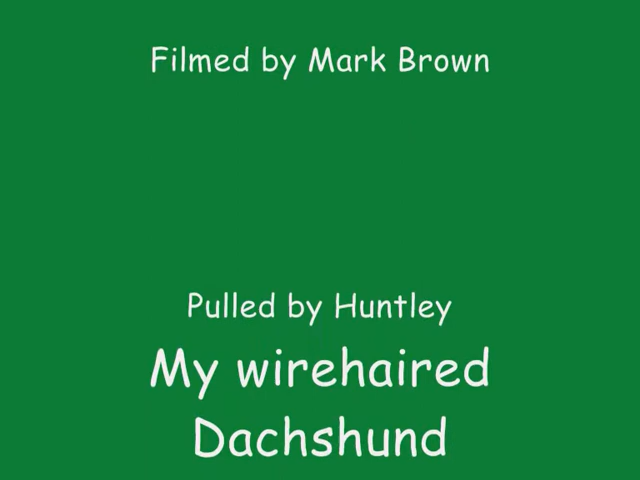 Filmed by Mark Brown
Pulled by Huntley
My wirehaired
Dachshund